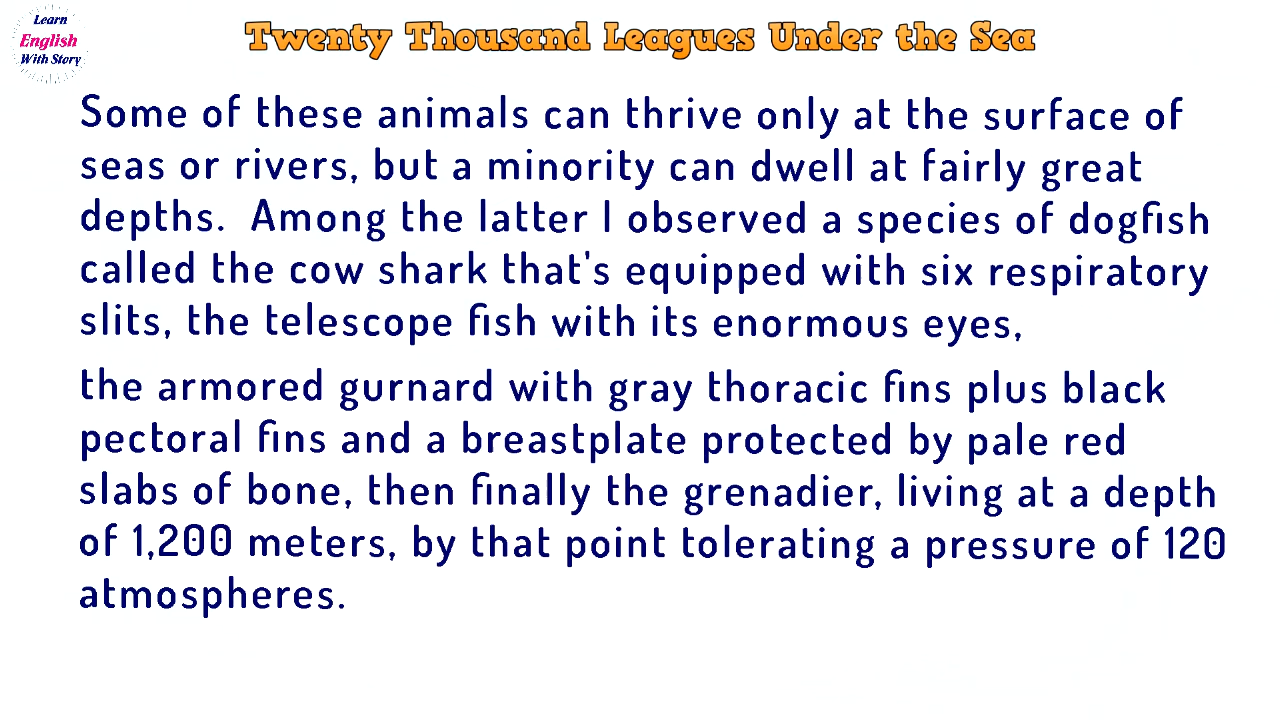 Learn
English
With Story
Twenty Thousand Leagues Under the Sea
Some of these animals can thrive only at the surface of
seas or rivers, but a minority can dwell at fairly great
depths.  Among the latter I observed a species of dogfish
called the cow shark that's equipped with six respiratory
slits, the telescope fish with its enormous eyes,
the armored gurnard with gray thoracic fins plus black
pectoral fins and a breastplate protected by pale red
slabs of bone, then finally the grenadier, living at a depth
of 1,200 meters, by that point tolerating a pressure of 120
atmospheres.